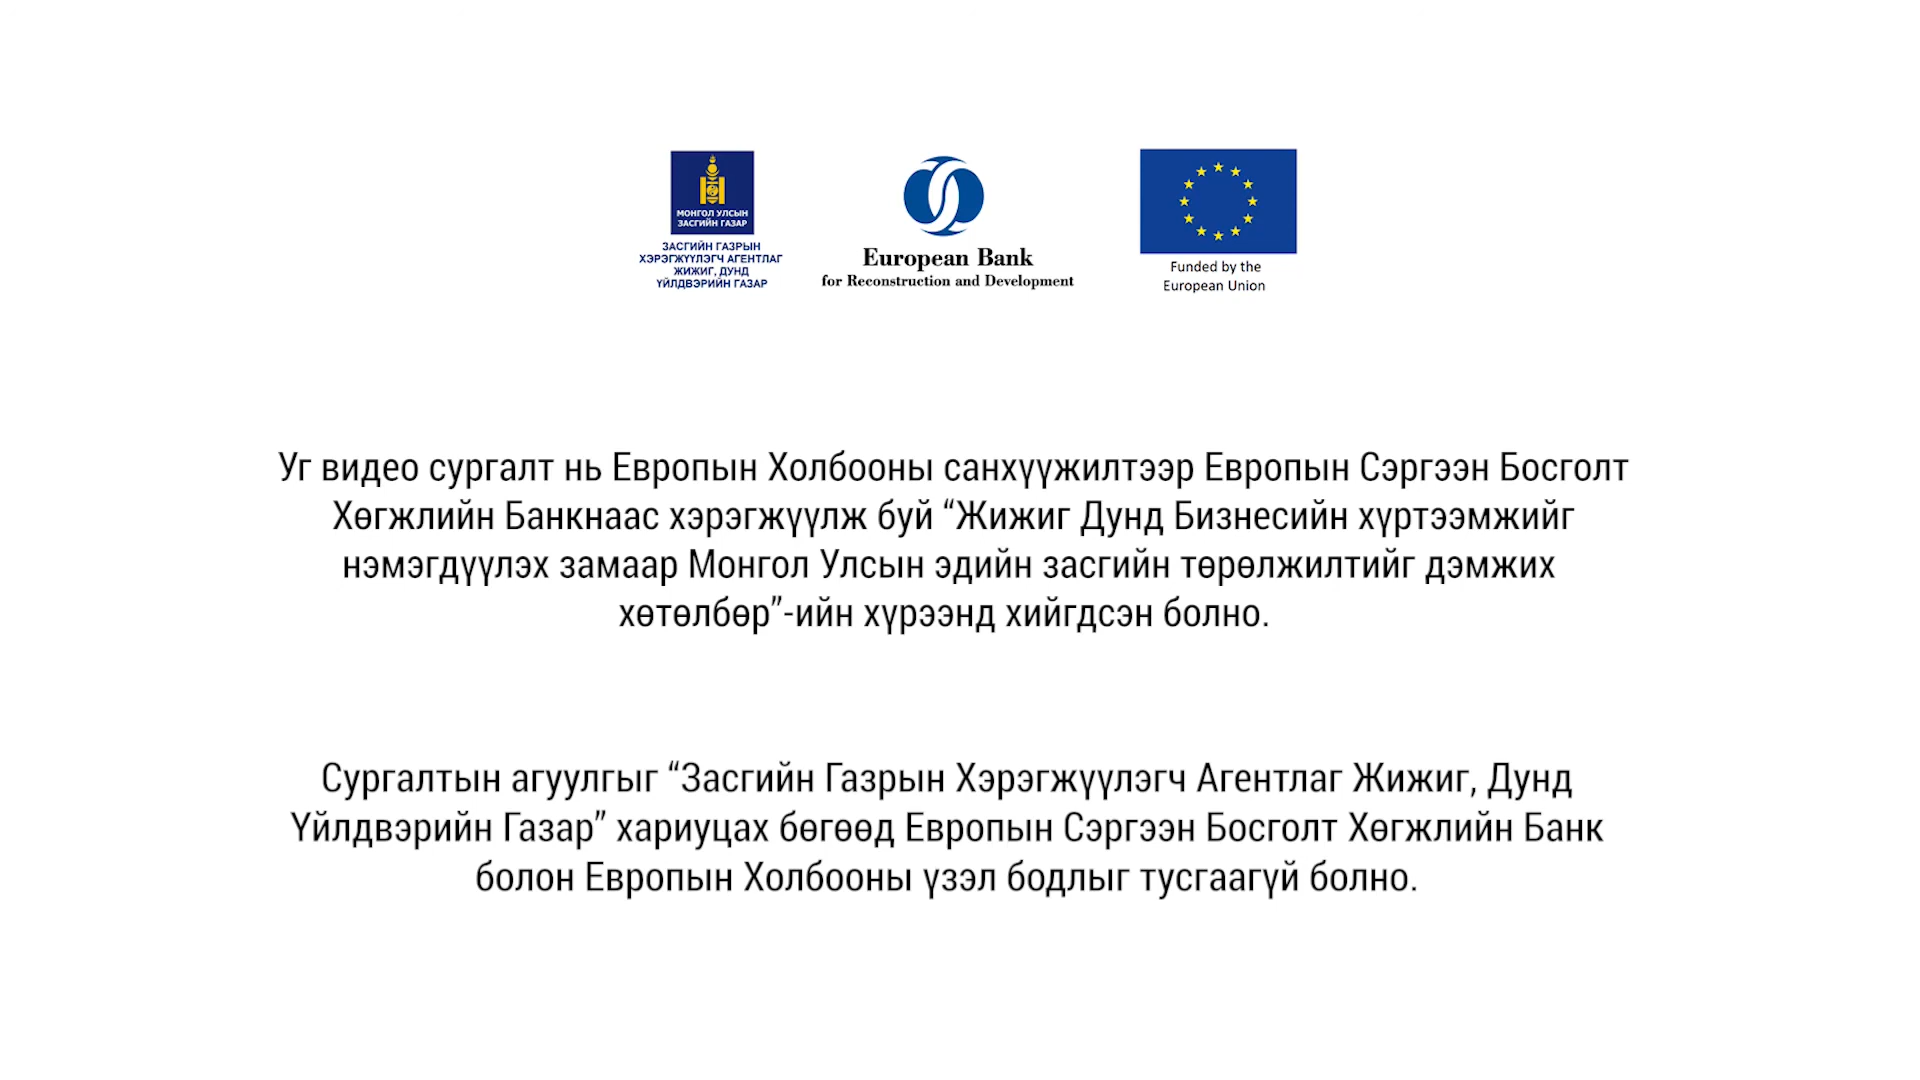 МОНГОЛ УЛСЫН
ЗАСГИЙН ГАЗАР
ЗАСГИЙН ГАЗРЫН
ХЭРЭГЖҮҮЛЭГЧ АГЕНТЛАГ
ЖИЖИГ, ДУНД
ҮЙЛДВЭРИЙН ГАЗАР
European Bank
for Reconstruction and Development
Funded by the
European Union
Уг видео сургалт нь Европын Холбооны санхүүжилтээр Европын Сэргээн Босголт
Хөгжлийн Банкнаас хэрэгжүүлж буй “Жижиг Дунд Бизнесийн хүртээмжийг
нэмэгдүүлэх замаар Монгол Улсын эдийн засгийн төрөлжилтийг дэмжих
хөтөлбөр”-ийн хүрээнд хийгдсэн болно.
Сургалтын агуулгыг “Засгийн Газрын Хэрэгжүүлэгч Агентлаг Жижиг, Дунд
Үйлдвэрийн Газар” хариуцах бөгөөд Европын Сэргээн Босголт Хөгжлийн Банк
болон Европын Холбооны үзэл бодлыг тусгаагүй болно.